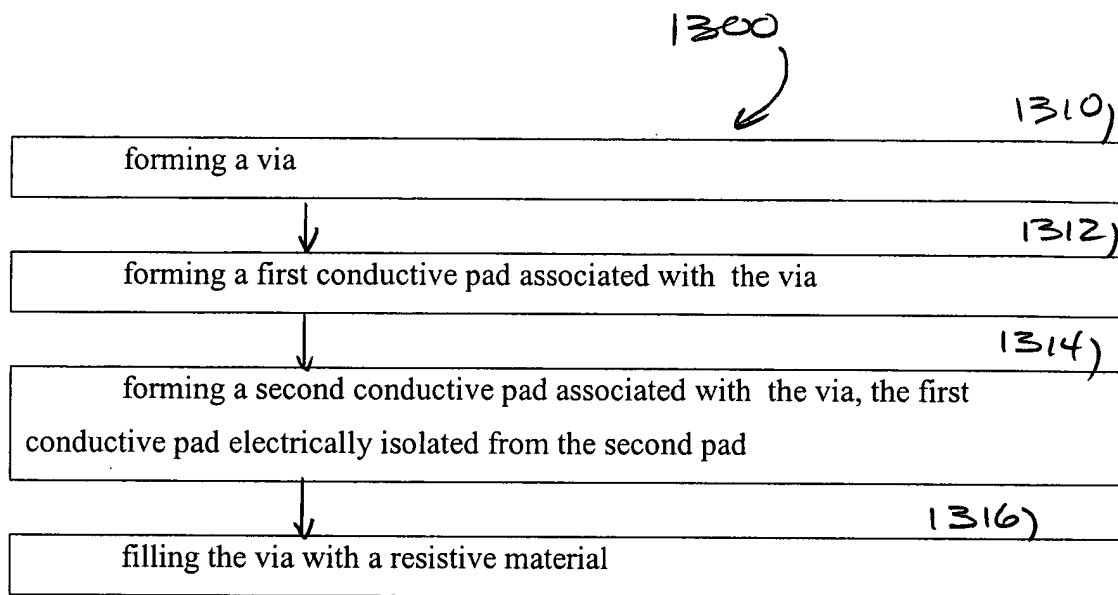 1300
1310
forming a via
1312
forming a first conductive pad associated with the via
1314
forming a second conductive pad associated with the via, the first
conductive pad electrically isolated from the second pad
1316
filling the via with a resistive material